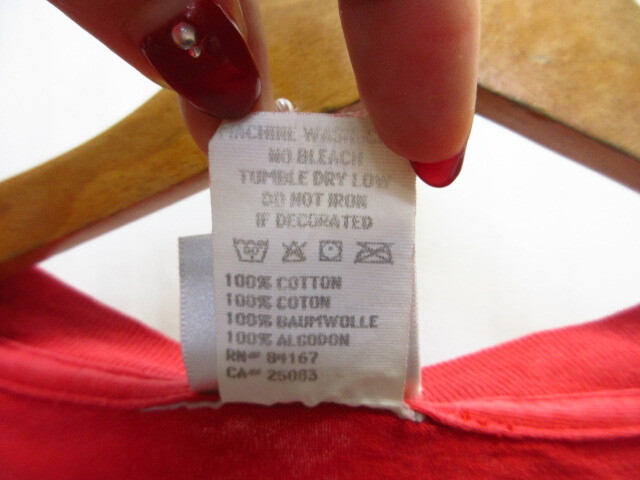 MACHINE WASH
NO BLEACH
TUMBLE DRY LOW
DO NOT IRON
IF DECORATED
100% COTTON
100% COTON
100% BAUMWOLLE
100% ALGODON
RN# 84167
CA# 25083